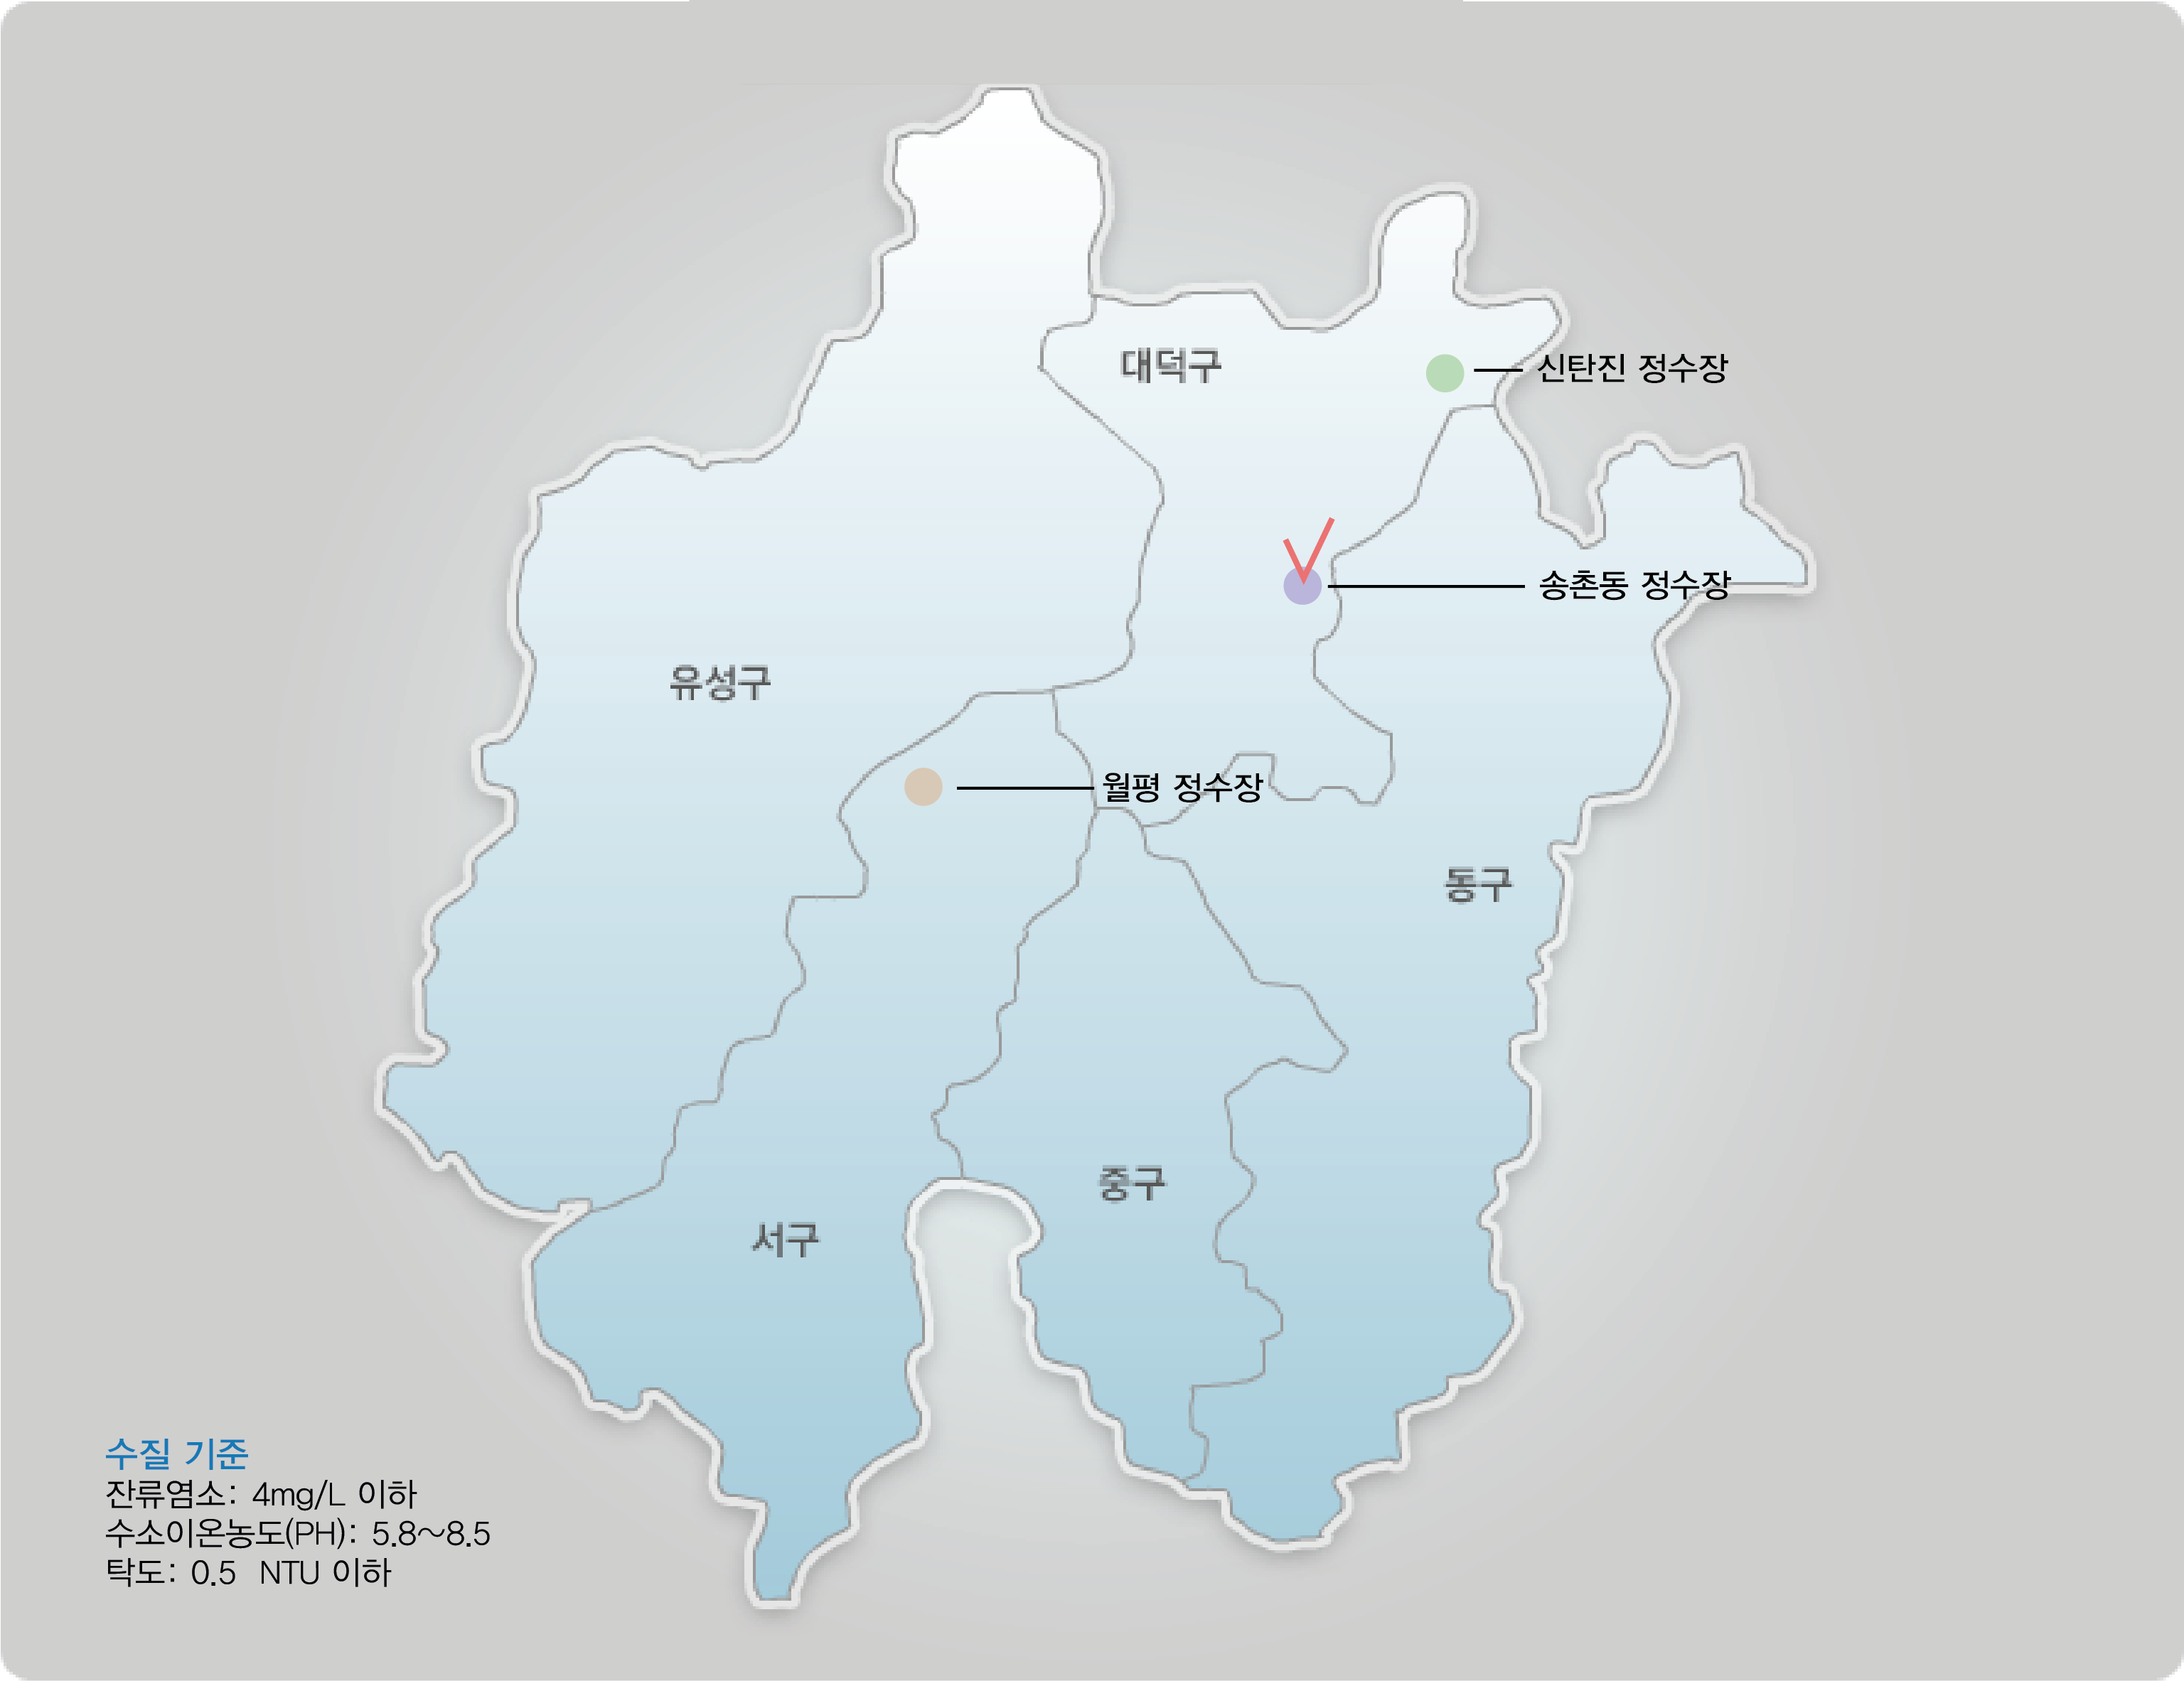 대덕구
신탄진 정수장
송촌동 정수장
유성구
월평 정수장
동구
중구
서구
수질 기준
잔류염소: 4mg/L 이하
수소이온농도(PH): 5.8~8.5
탁도: 0.5 NTU 이하